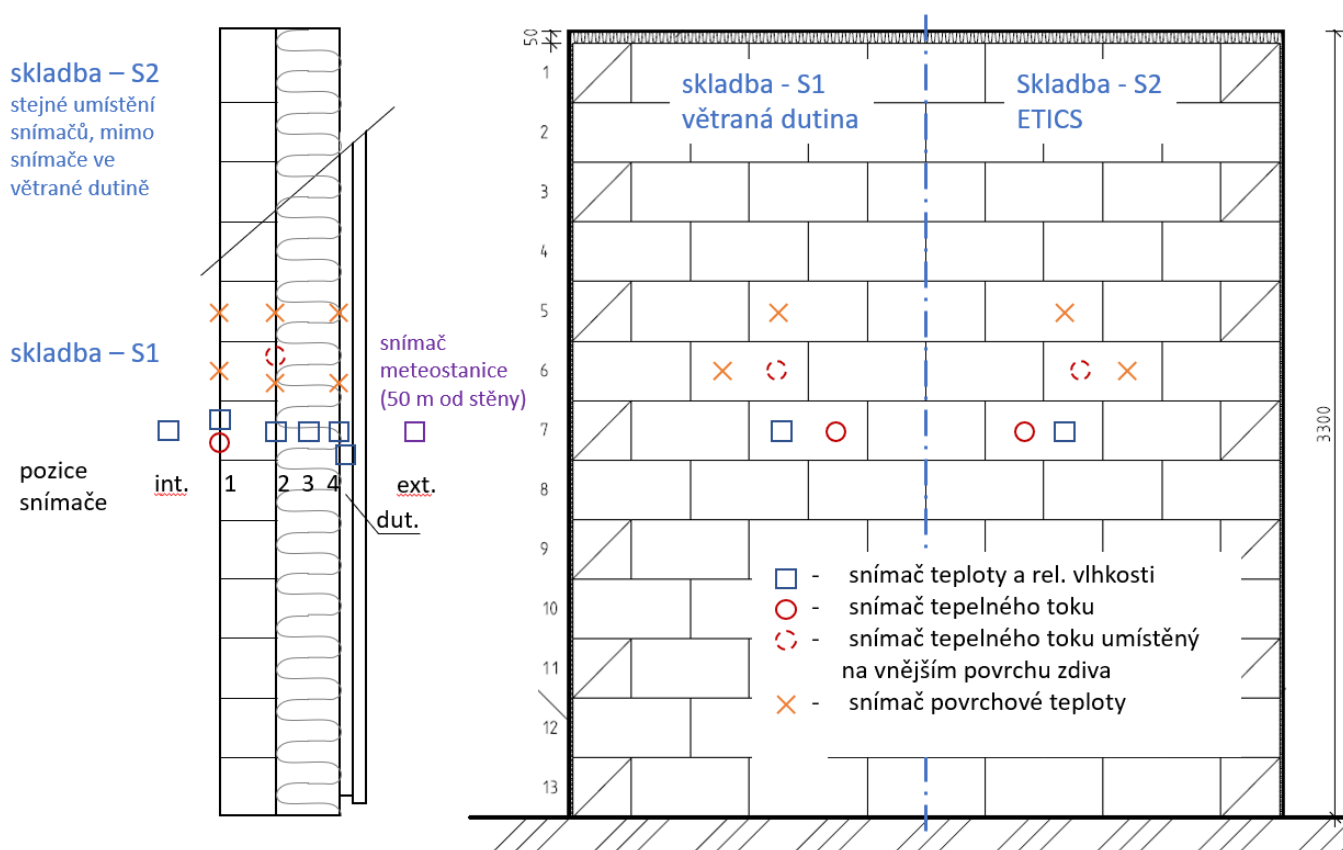 skladba – S2
stejné umístění
snímačů, mimo
snímače ve
větrané dutině
skladba – S1
snímač
meteostanice
(50 m od stěny)
pozice
snímače
int.
1
2
3
4
ext.
dut.
50
skladba - S1
větraná dutina
Skladba - S2
ETICS
1
2
3
4
5
6
7
8
9
10
11
12
13
3300
- snímač teploty a rel. vlhkosti
- snímač tepelného toku
- snímač tepelného toku umístěný
na vnějším povrchu zdiva
- snímač povrchové teploty